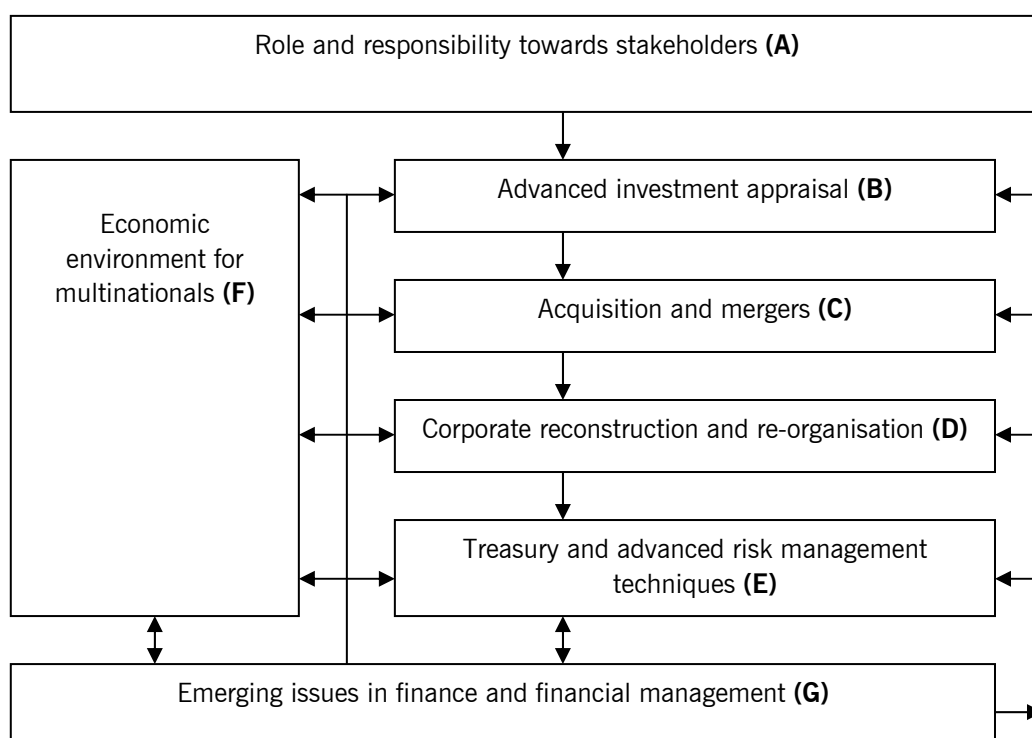 Role and responsibility towards stakeholders (A)
Advanced investment appraisal (B)
Economic
environment for
multinationals (F)
Acquisition and mergers (C)
Corporate reconstruction and re-organisation (D)
Treasury and advanced risk management
techniques (E)
Emerging issues in finance and financial management (G)